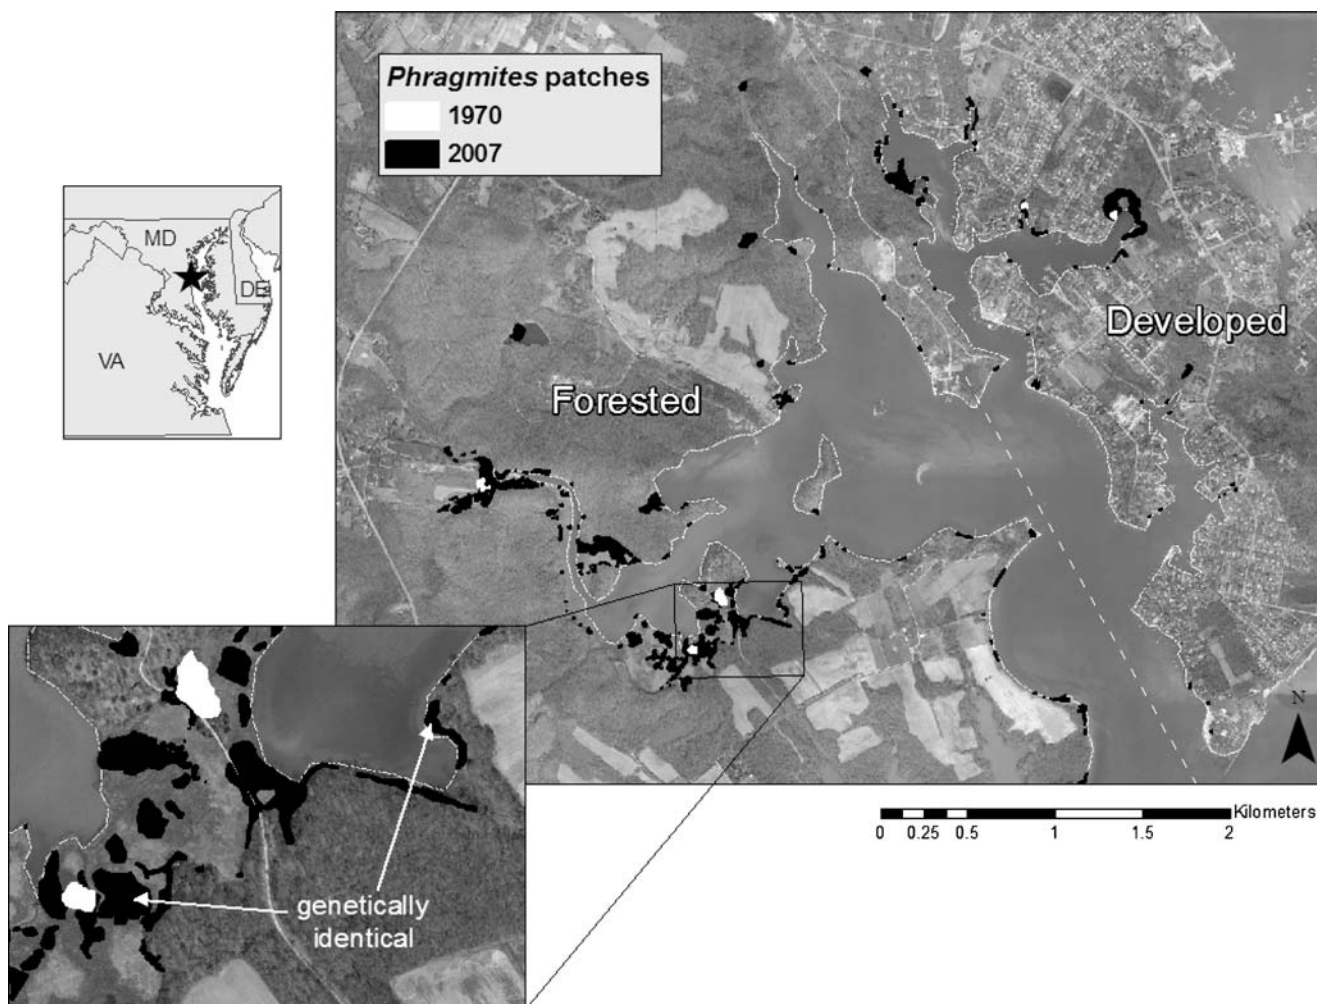 Phragmites patches
1970
2007
MD
DE
VA
Forested
Developed
N
Kilometers
0 0.25 0.5 1 1.5 2
genetically
identical